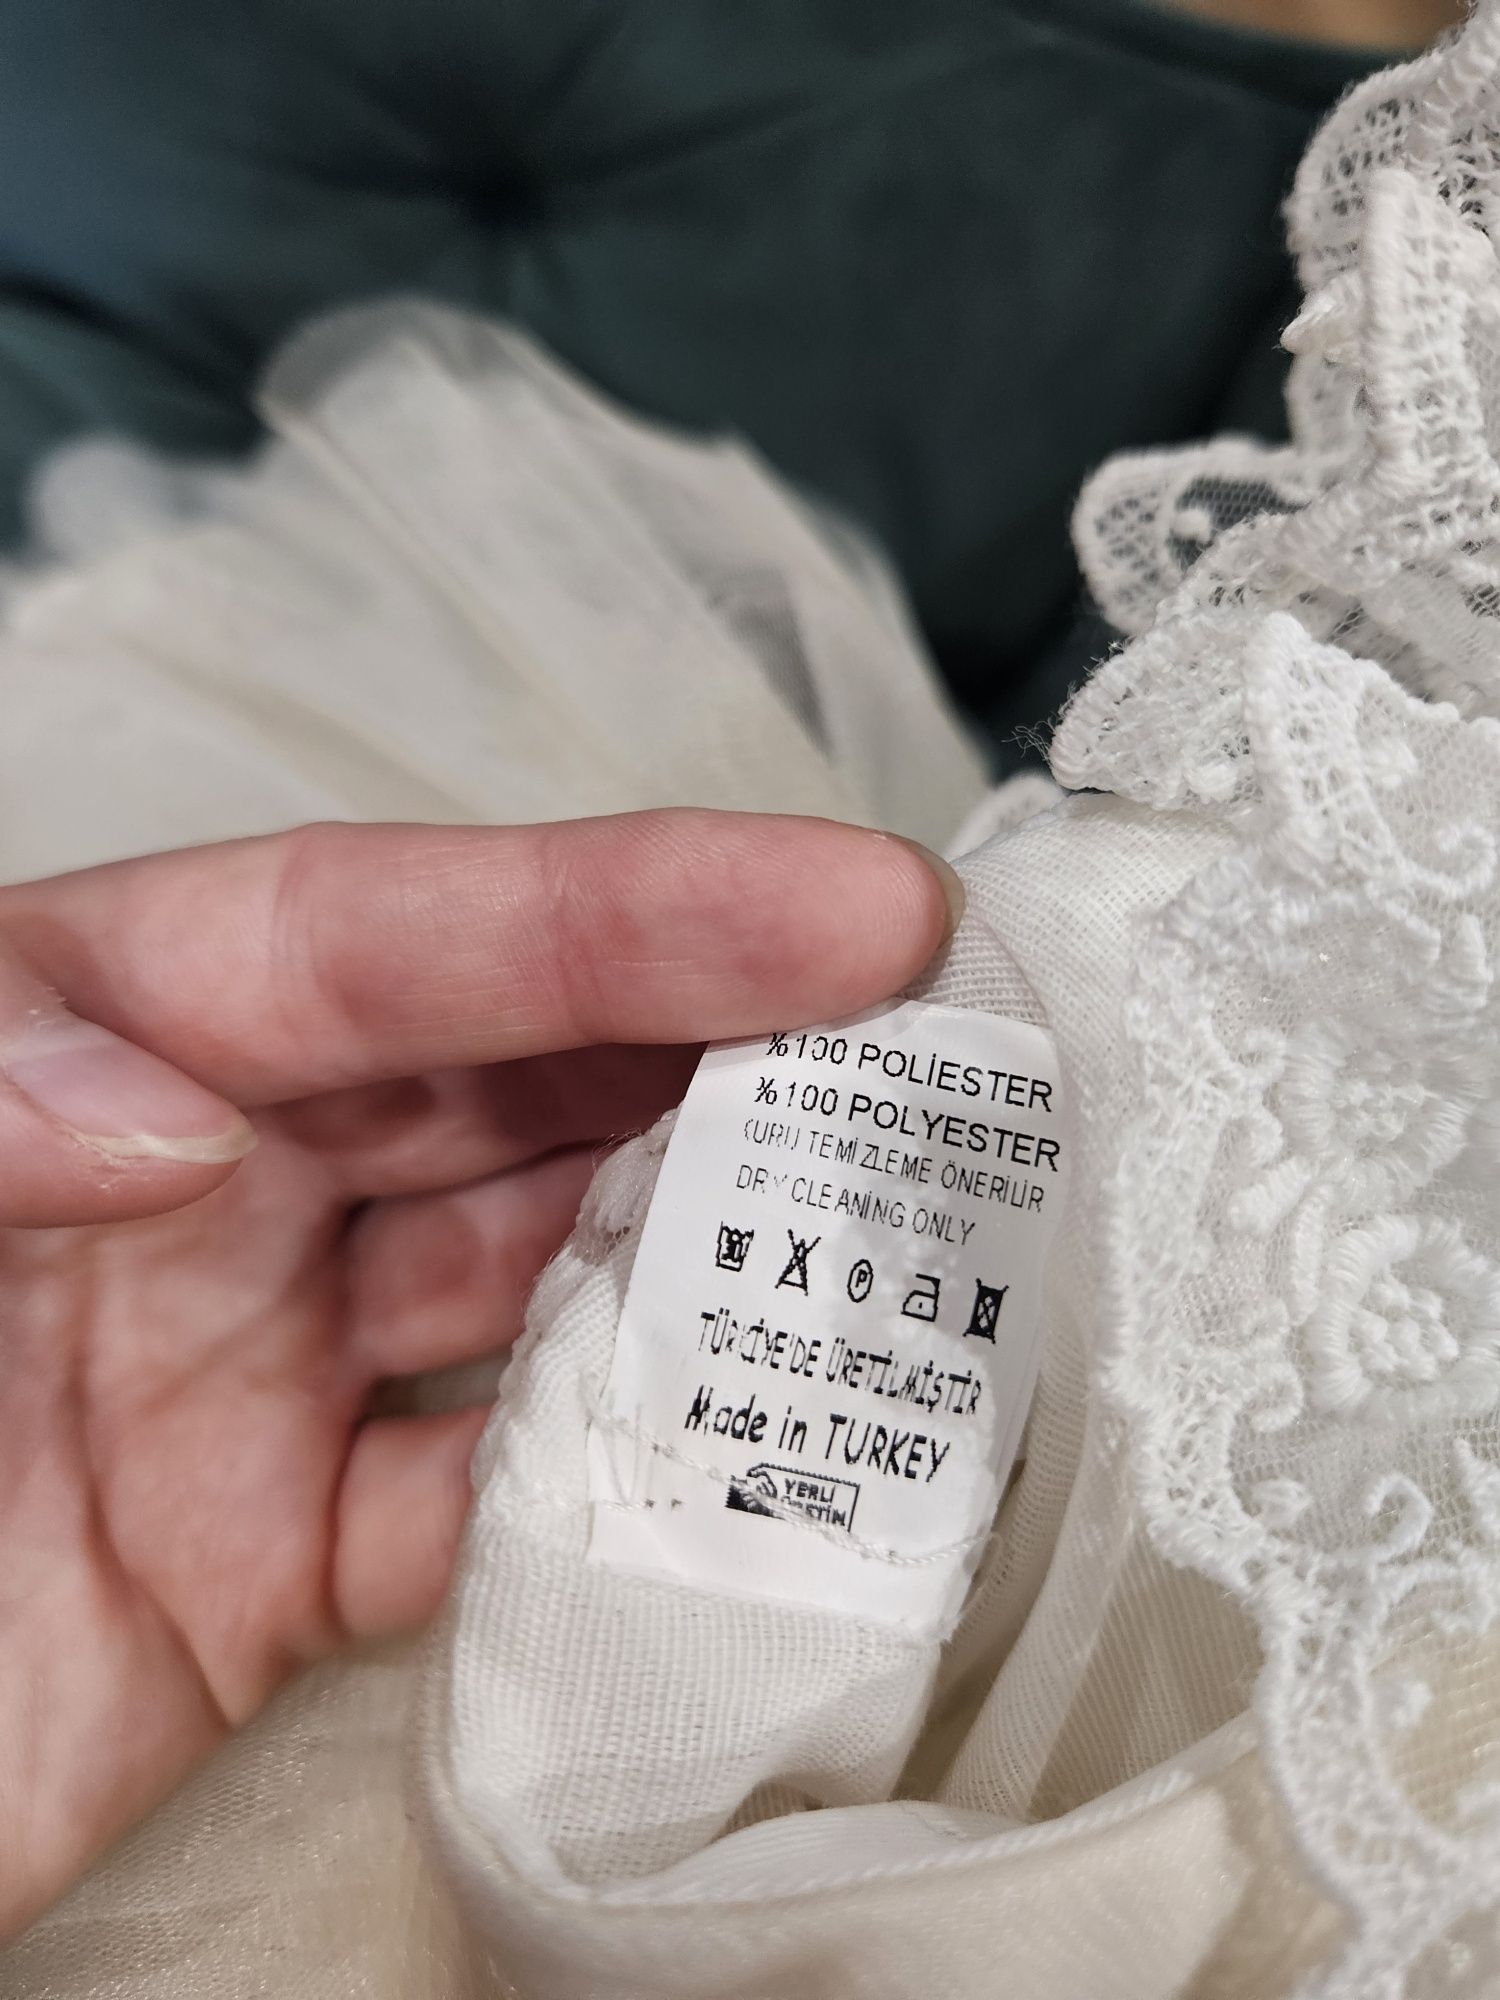 %100 POLİESTER
%100 POLYESTER
KURU TEMİZLEME ÖNERİLİR
DRY CLEANING ONLY
P
TÜRKİYE'DE ÜRETİLMİŞTİR
Made in TURKEY
YERLİ
ÜRETİM